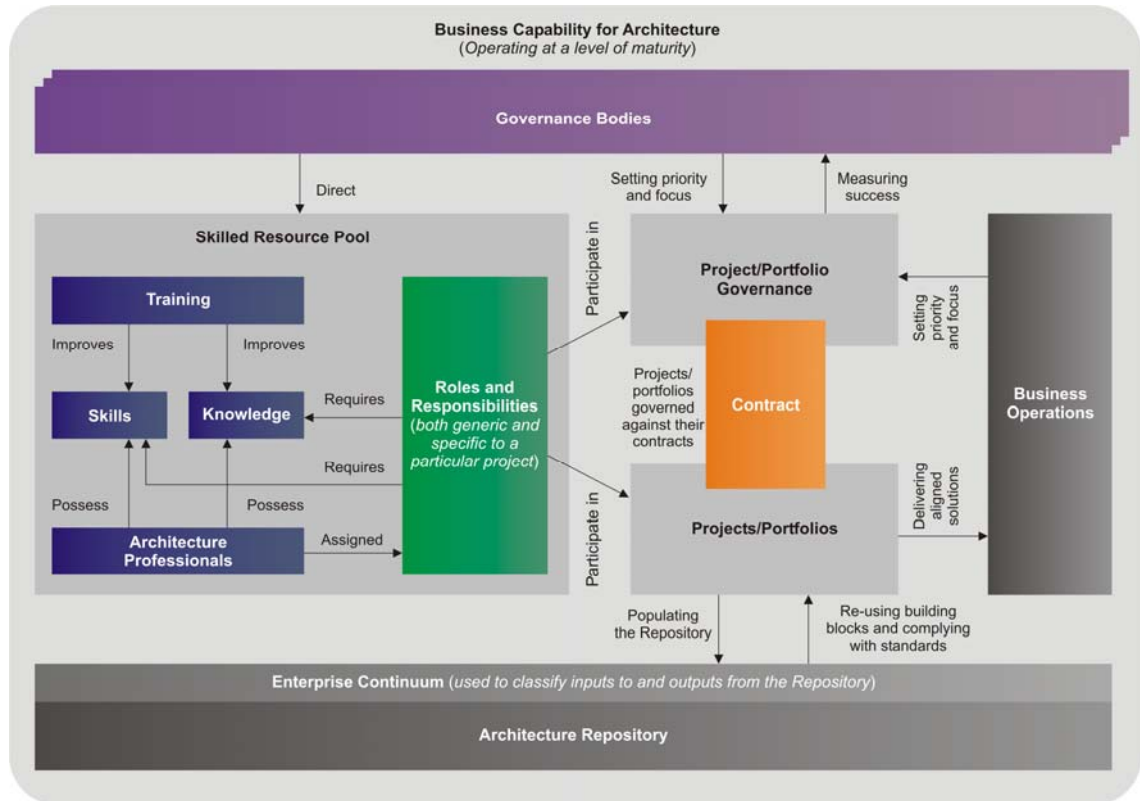 Business Capability for Architecture
(Operating at a level of maturity)
Governance Bodies
Direct
Setting priority
and focus
Measuring
success
Skilled Resource Pool
Training
Improves
Improves
Skills
Knowledge
Requires
Requires
Possess
Possess
Architecture
Professionals
Assigned
Roles and
Responsibilities
(both generic and
specific to a
particular project)
Participate in
Participate in
Project/Portfolio
Governance
Projects/
portfolios
governed
against their
contracts
Contract
Projects/Portfolios
Setting
priority
and focus
Delivering
aligned
solutions
Business
Operations
Populating
the Repository
Re-using building
blocks and complying
with standards
Enterprise Continuum (used to classify inputs to and outputs from the Repository)
Architecture Repository